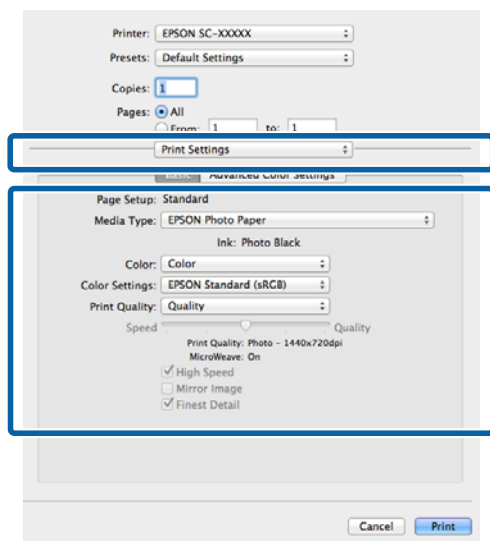 Printer: EPSON SC-XXXXX
Presets: Default Settings
Copies: 1
Pages: All
From: 1 to: 1
Print Settings
Basic Advanced Color Settings
Page Setup: Standard
Media Type: EPSON Photo Paper
Ink: Photo Black
Color: Color
Color Settings: EPSON Standard (sRGB)
Print Quality: Quality
Speed Quality
Print Quality: Photo - 1440x720dpi
MicroWeave: On
High Speed
Mirror Image
Finest Detail
Cancel Print